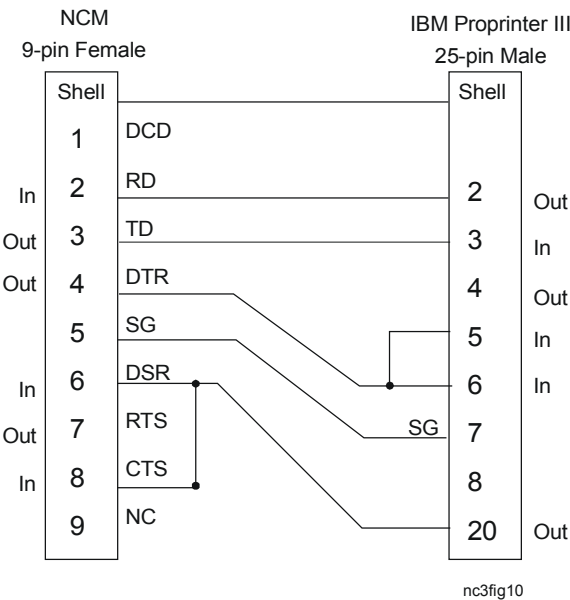 NCM
9-pin Female
IBM Proprinter III
25-pin Male
Shell
Shell
1 DCD
In 2 RD
2 Out
Out 3 TD
3 In
Out 4 DTR
4 Out
5 SG
5 In
In 6 DSR
6 In
Out 7 RTS
SG 7
In 8 CTS
8
9 NC
20 Out
nc3fig10